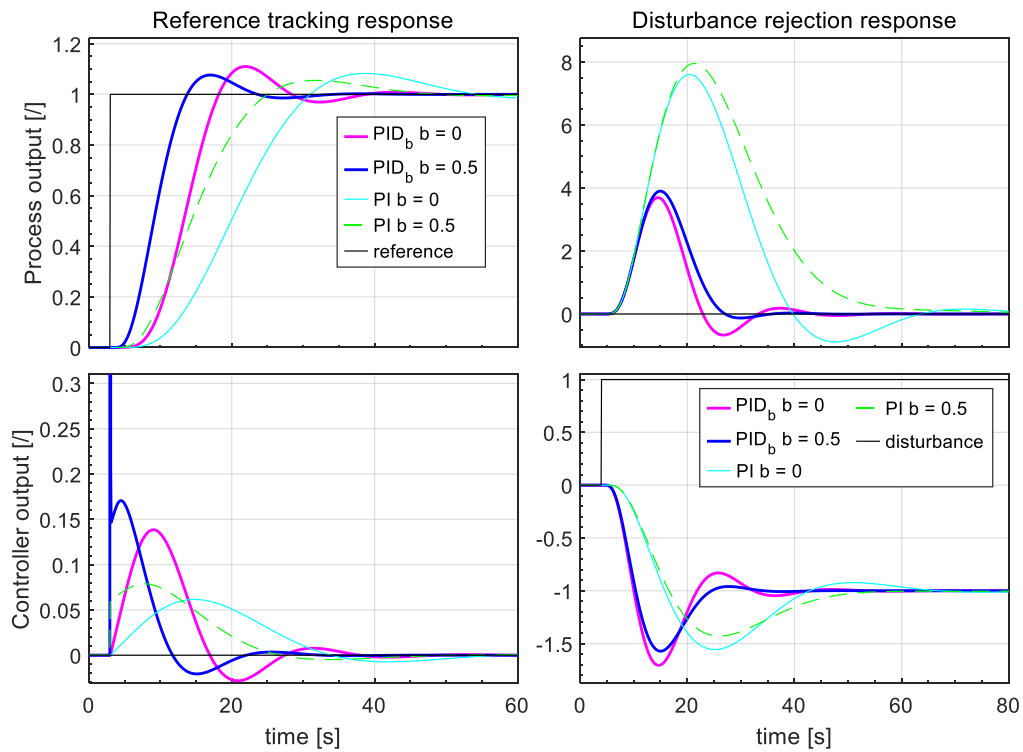 Reference tracking response
Disturbance rejection response
Process output [/]
1.2
1
0.8
0.6
0.4
0.2
0
PID_b b = 0
PID_b b = 0.5
PI b = 0
PI b = 0.5
reference
8
6
4
2
0
Controller output [/]
0.3
0.25
0.2
0.15
0.1
0.05
0
0 20 40 60
time [s]
1
0.5
0
-0.5
-1
-1.5
PID_b b = 0
PID_b b = 0.5
PI b = 0
PI b = 0.5
disturbance
0 20 40 60 80
time [s]